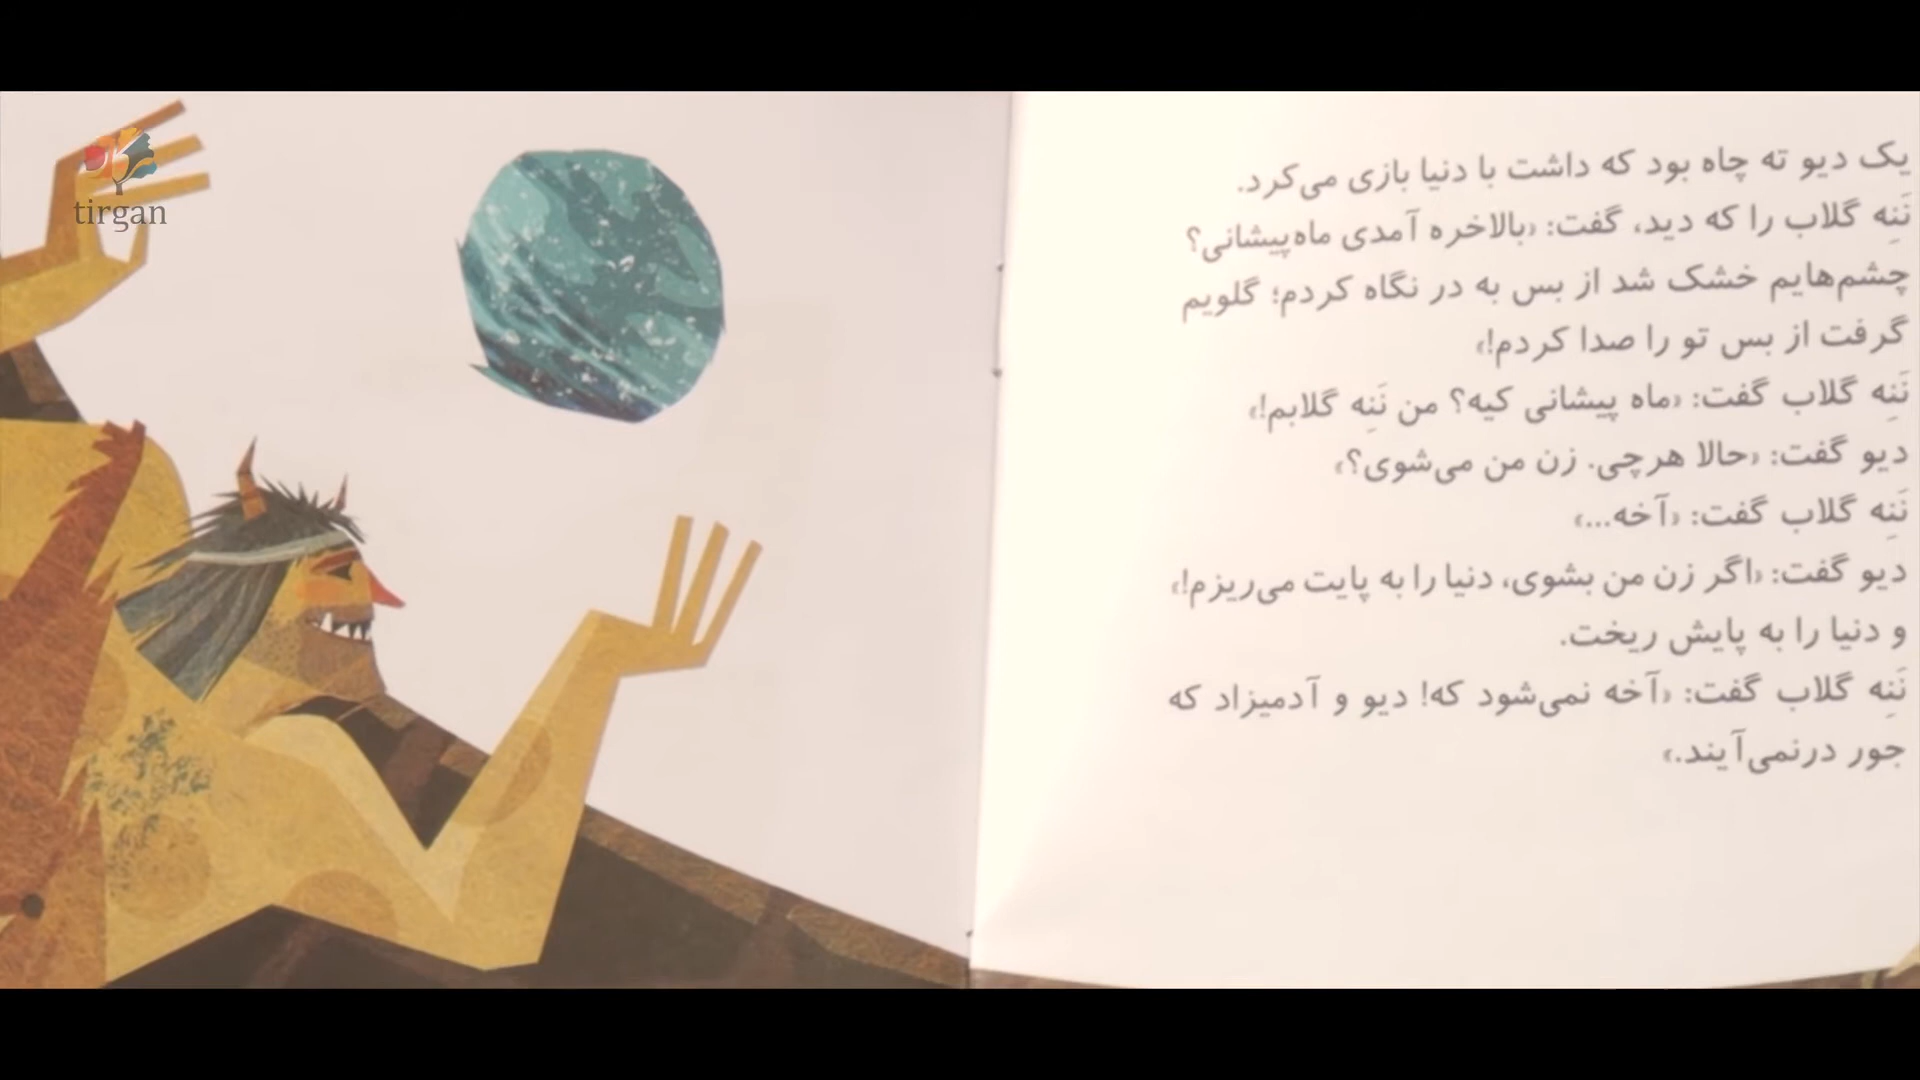 tirgan
یک دیو ته چاه بود که داشت با دنیا بازی می‌کرد.
نَنِه گلاب را که دید، گفت: «بالاخره آمدی ماه‌پیشانی؟
چشم‌هایم خشک شد از بس به در نگاه کردم؛ گلویم
گرفت از بس تو را صدا کردم!»
نَنِه گلاب گفت: «ماه پیشانی کیه؟ من نَنِه گلابم!»
دیو گفت: «حالا هرچی. زن من می‌شوی؟»
نَنِه گلاب گفت: «آخه...»
دیو گفت: «اگر زن من بشوی، دنیا را به پایت می‌ریزم!»
و دنیا را به پایش ریخت.
نَنِه گلاب گفت: «آخه نمی‌شود که! دیو و آدمیزاد که
جور درنمی‌آیند.»